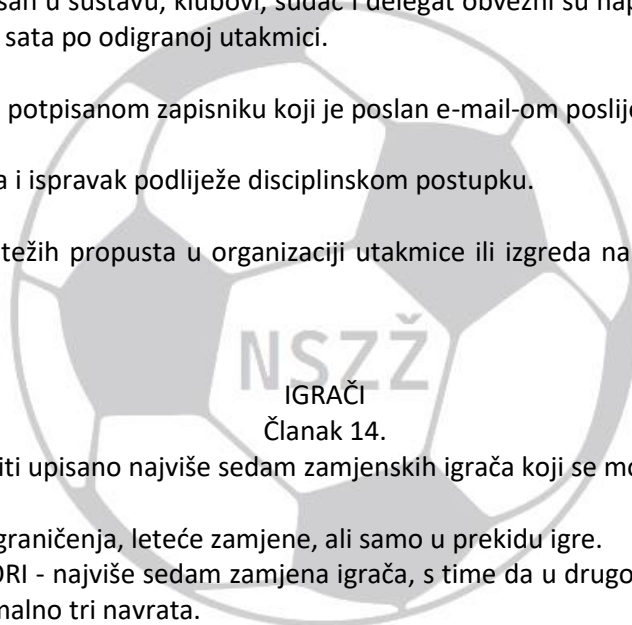 u sustavu, klubovi, sudac i delegat obvezni su
sata po odigranoj utakmici.
potpisanom zapisniku koji je poslan e-mail-om poslije
a i ispravak podliježe disciplinskom postupku.
težih propusta u organizaciji utakmice ili izgreda na
NSZŽ
IGRAČI
Članak 14.
iti upisano najviše sedam zamjenskih igrača koji se mo
graničenja, leteće zamjene, ali samo u prekidu igre.
ORI - najviše sedam zamjena igrača, s time da u drugo
malno tri navrata.